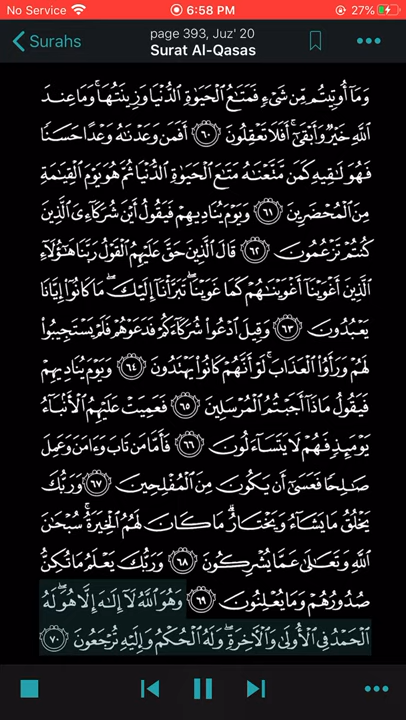 No Service 6:58 PM 27%
Surahs
page 393, Juz' 20
Surat Al-Qasas
وَمَآ أُوتِيتُم مِّن شَىْءٍ فَمَتَـٰعُ ٱلْحَيَوٰةِ ٱلدُّنْيَا وَزِينَتُهَا ۚ وَمَا عِندَ
ٱللَّهِ خَيْرٌ وَأَبْقَىٰٓ ۚ أَفَلَا تَعْقِلُونَ ٦٠ أَفَمَن وَعَدْنَـٰهُ وَعْدًا حَسَنًا
فَهُوَ لَـٰقِيهِ كَمَن مَّتَّعْنَـٰهُ مَتَـٰعَ ٱلْحَيَوٰةِ ٱلدُّنْيَا ثُمَّ هُوَ يَوْمَ ٱلْقِيَـٰمَةِ
مِنَ ٱلْمُحْضَرِينَ ٦١ وَيَوْمَ يُنَادِيهِمْ فَيَقُولُ أَيْنَ شُرَكَآءِىَ ٱلَّذِينَ
كُنتُمْ تَزْعُمُونَ ٦٢ قَالَ ٱلَّذِينَ حَقَّ عَلَيْهِمُ ٱلْقَوْلُ رَبَّنَا هَـٰٓؤُلَآءِ
ٱلَّذِينَ أَغْوَيْنَآ أَغْوَيْنَـٰهُمْ كَمَا غَوَيْنَا ۖ تَبَرَّأْنَآ إِلَيْكَ ۖ مَا كَانُوٓا۟ إِيَّانَا
يَعْبُدُونَ ٦٣ وَقِيلَ ٱدْعُوا۟ شُرَكَآءَكُمْ فَدَعَوْهُمْ فَلَمْ يَسْتَجِيبُوا۟
لَهُمْ وَرَأَوُا۟ ٱلْعَذَابَ ۚ لَوْ أَنَّهُمْ كَانُوا۟ يَهْتَدُونَ ٦٤ وَيَوْمَ يُنَادِيهِمْ
فَيَقُولُ مَاذَآ أَجَبْتُمُ ٱلْمُرْسَلِينَ ٦٥ فَعَمِيَتْ عَلَيْهِمُ ٱلْأَنۢبَآءُ
يَوْمَئِذٍ فَهُمْ لَا يَتَسَآءَلُونَ ٦٦ فَأَمَّا مَن تَابَ وَءَامَنَ وَعَمِلَ
صَـٰلِحًا فَعَسَىٰٓ أَن يَكُونَ مِنَ ٱلْمُفْلِحِينَ ٦٧ وَرَبُّكَ
يَخْلُقُ مَا يَشَآءُ وَيَخْتَارُ ۗ مَا كَانَ لَهُمُ ٱلْخِيَرَةُ ۚ سُبْحَـٰنَ
ٱللَّهِ وَتَعَـٰلَىٰ عَمَّا يُشْرِكُونَ ٦٨ وَرَبُّكَ يَعْلَمُ مَا تُكِنُّ
صُدُورُهُمْ وَمَا يُعْلِنُونَ ٦٩ وَهُوَ ٱللَّهُ لَآ إِلَـٰهَ إِلَّا هُوَ ۖ لَهُ
ٱلْحَمْدُ فِى ٱلْأُولَىٰ وَٱلْـَٔاخِرَةِ ۖ وَلَهُ ٱلْحُكْمُ وَإِلَيْهِ تُرْجَعُونَ ٧٠